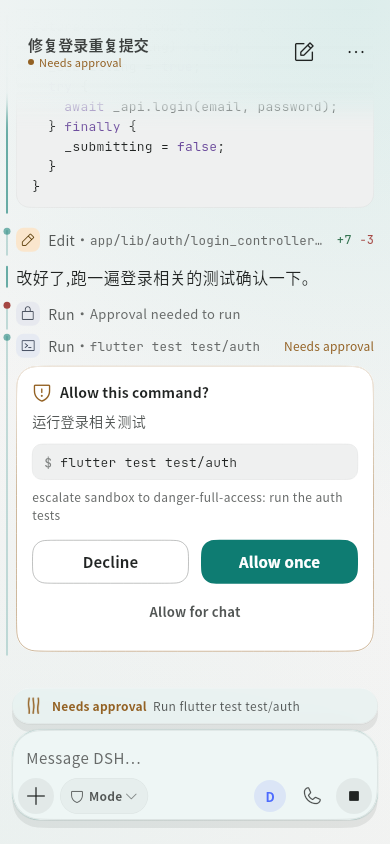 修复登录重复提交
Needs approval
await _api.login(email, password);
} finally {
_submitting = false;
}
}
Edit • app/lib/auth/login_controller… +7 -3
改好了,跑一遍登录相关的测试确认一下。
Run • Approval needed to run
Run • flutter test test/auth Needs approval
Allow this command?
运行登录相关测试
$ flutter test test/auth
escalate sandbox to danger-full-access: run the auth
tests
Decline Allow once
Allow for chat
Needs approval Run flutter test test/auth
Message DSH…
Mode D